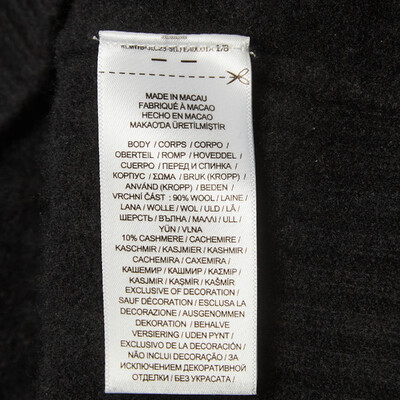 1/8
MADE IN MACAU
FABRIQUÉ À MACAO
HECHO EN MACAO
MAKAO'DA ÜRETİLMİŞTİR
BODY / CORPS / CORPO /
OBERTEIL / ROMP / HOVEDDEL /
CUERPO / ПЕРЕД И СПИНКА /
КОРПУС / ΣΩΜΑ / BRUK (KROPP) /
ANVÄND (KROPP) / BEDEN /
VRCHNÍ ČÁST : 90% WOOL / LAINE /
LANA / WOLLE / WOL / ULD / LÃ /
ШЕРСТЬ / ВЪЛНА / ΜΑΛΛΙ / ULL /
YÜN / VLNA
10% CASHMERE / CACHEMIRE /
KASCHMIR / KASJMIER / KASHMIR /
CACHEMIRA / CAXEMIRA /
КАШЕМИР / КАШМИР / ΚΑΣΜΙΡ /
KASJMIR / KAŞMİR / KAŠMÍR
EXCLUSIVE OF DECORATION /
SAUF DÉCORATION / ESCLUSA LA
DECORAZIONE / AUSGENOMMEN
DEKORATION / BEHALVE
VERSIERING / UDEN PYNT /
EXCLUSIVO DE LA DECORACIÓN /
NÃO INCLUI DECORAÇÃO / ЗА
ИСКЛЮЧЕНИЕМ ДЕКОРАТИВНОЙ
ОТДЕЛКИ / БЕЗ УКРАСАТА /